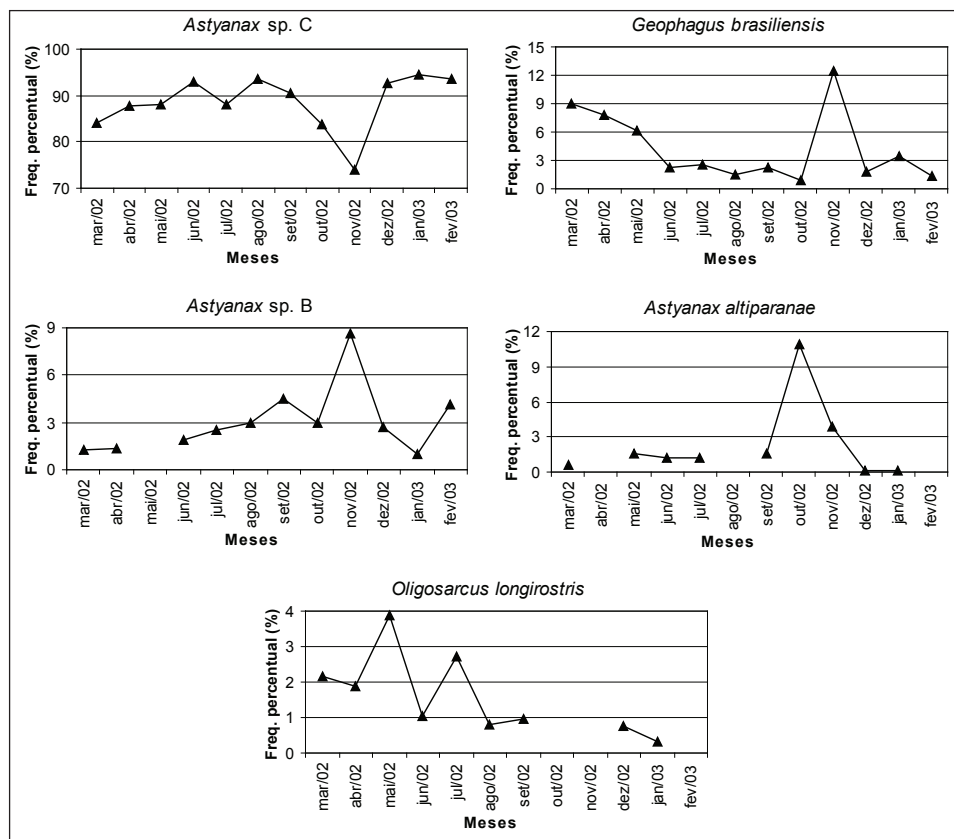 Astyanax sp. C
Freq. percentual (%)
100
90
80
70
mar/02
abr/02
mai/02
jun/02
jul/02
ago/02
set/02
out/02
nov/02
dez/02
jan/03
fev/03
Meses
Geophagus brasiliensis
Freq. percentual (%)
15
12
9
6
3
0
mar/02
abr/02
mai/02
jun/02
jul/02
ago/02
set/02
out/02
nov/02
dez/02
jan/03
fev/03
Meses
Astyanax sp. B
Freq. percentual (%)
9
6
3
0
mar/02
abr/02
mai/02
jun/02
jul/02
ago/02
set/02
out/02
nov/02
dez/02
jan/03
fev/03
Meses
Astyanax altiparanae
Freq. percentual (%)
12
9
6
3
0
mar/02
abr/02
mai/02
jun/02
jul/02
ago/02
set/02
out/02
nov/02
dez/02
jan/03
fev/03
Meses
Oligosarcus longirostris
Freq. percentual (%)
4
3
2
1
0
mar/02
abr/02
mai/02
jun/02
jul/02
ago/02
set/02
out/02
nov/02
dez/02
jan/03
fev/03
Meses